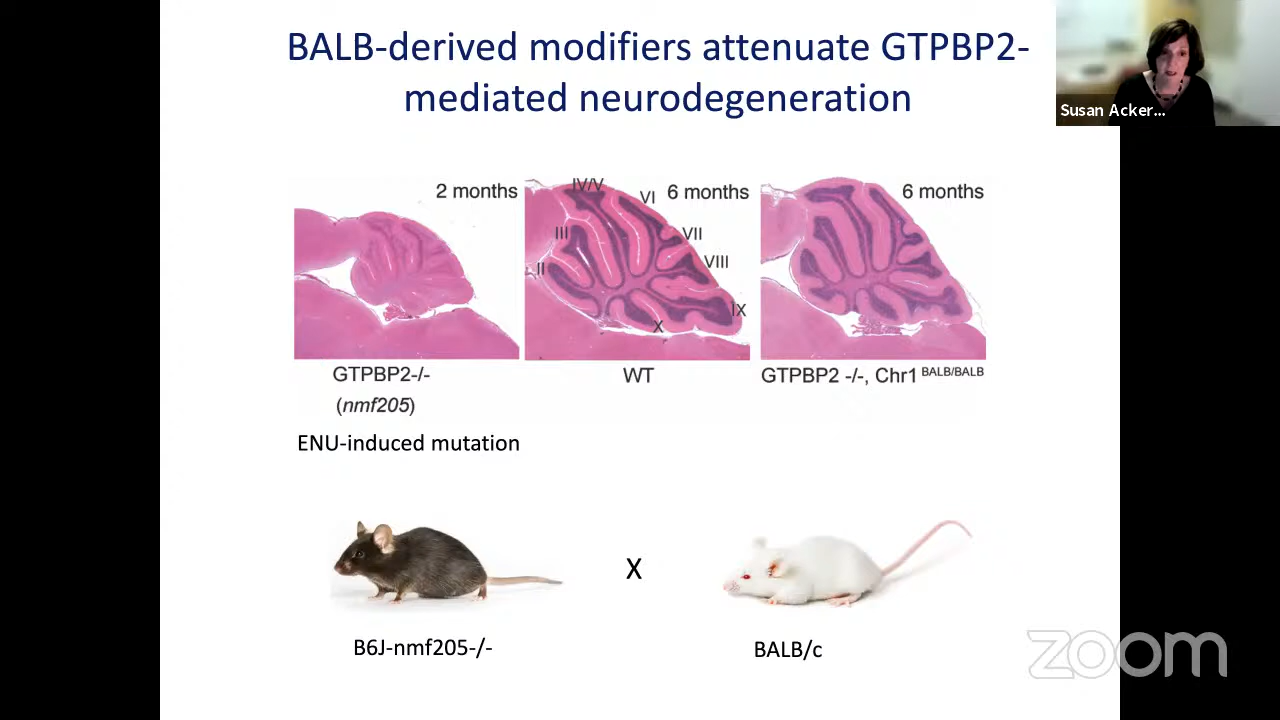 BALB-derived modifiers attenuate GTPBP2-
mediated neurodegeneration
Susan Acker...
2 months
IV/V
VI
6 months
6 months
III
VII
II
VIII
IX
X
GTPBP2-/-
(nmf205)
WT
GTPBP2 -/-, Chr1 BALB/BALB
ENU-induced mutation
X
B6J-nmf205-/-
BALB/c
zoom